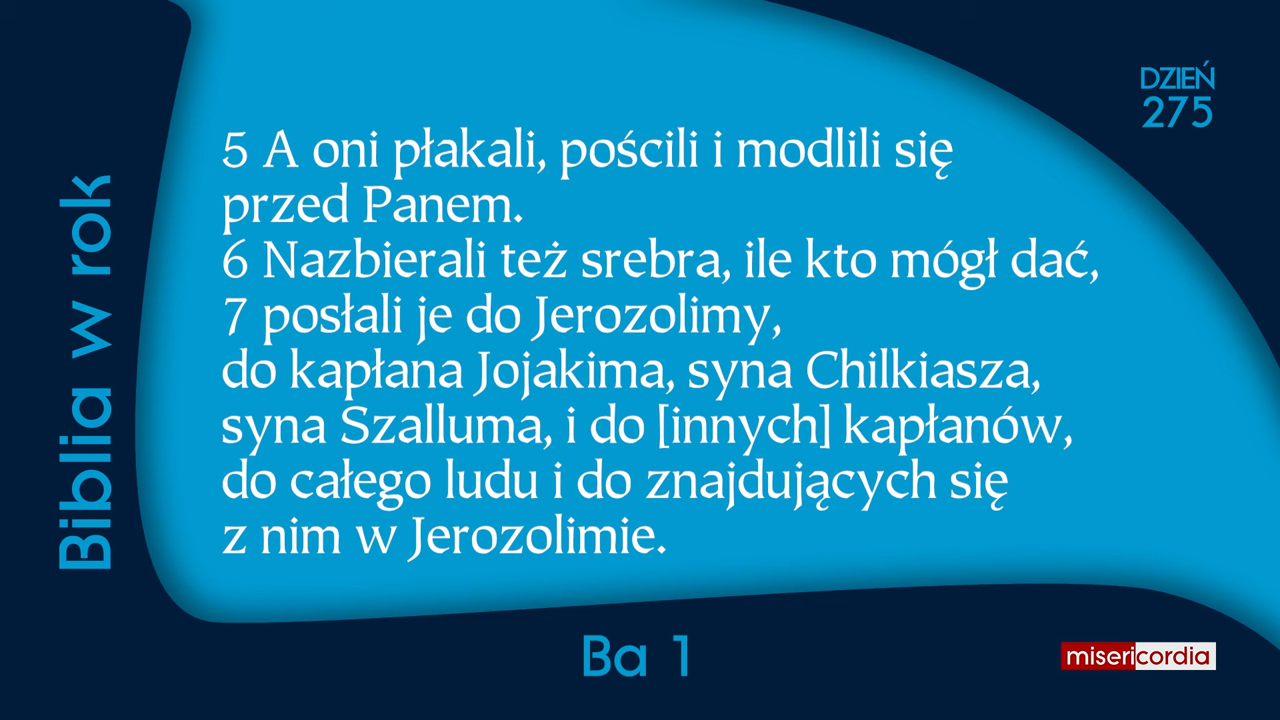 DZIEŃ
275
5 A oni płakali, pościli i modlili się
przed Panem.
6 Nazbierali też srebra, ile kto mógł dać,
7 posłali je do Jerozolimy,
do kapłana Jojakima, syna Chilkiasza,
syna Szalluma, i do [innych] kapłanów,
do całego ludu i do znajdujących się
z nim w Jerozolimie.
Biblia w rok
Ba 1
misericordia